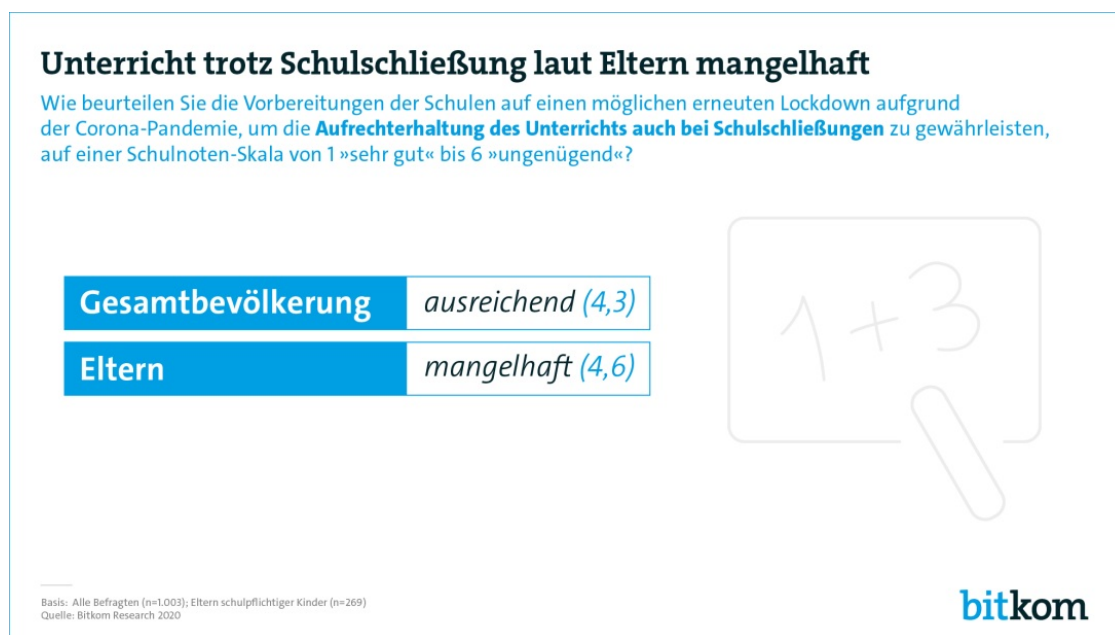 Unterricht trotz Schulschließung laut Eltern mangelhaft
Wie beurteilen Sie die Vorbereitungen der Schulen auf einen möglichen erneuten Lockdown aufgrund
der Corona-Pandemie, um die Aufrechterhaltung des Unterrichts auch bei Schulschließungen zu gewährleisten,
auf einer Schulnoten-Skala von 1 »sehr gut« bis 6 »ungenügend«?
Gesamtbevölkerung ausreichend (4,3)
Eltern mangelhaft (4,6)
1+3
Basis: Alle Befragten (n=1.003); Eltern schulpflichtiger Kinder (n=269)
Quelle: Bitkom Research 2020
bitkom